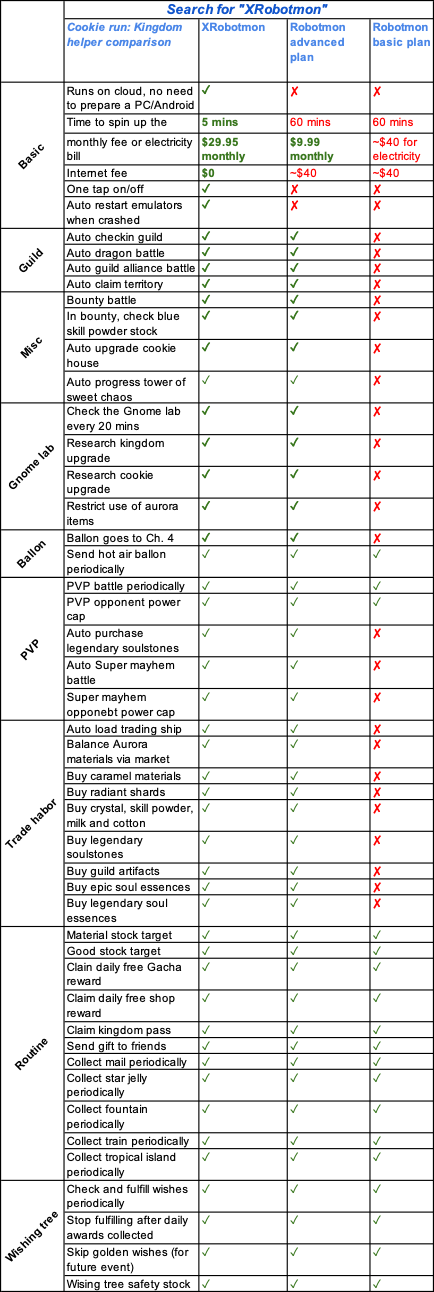 Search for "XRobotmon"
Cookie run: Kingdom helper comparison XRobotmon Robotmon advanced plan Robotmon basic plan
Basic
Runs on cloud, no need to prepare a PC/Android ✓ ✗ ✗
Time to spin up the 5 mins 60 mins 60 mins
monthly fee or electricity bill $29.95 monthly $9.99 monthly ~$40 for electricity
Internet fee $0 ~$40 ~$40
One tap on/off ✓ ✗ ✗
Auto restart emulators when crashed ✓ ✗ ✗
Guild
Auto checkin guild ✓ ✓ ✗
Auto dragon battle ✓ ✓ ✗
Auto guild alliance battle ✓ ✓ ✗
Auto claim territory ✓ ✓ ✗
Misc
Bounty battle ✓ ✓ ✗
In bounty, check blue skill powder stock ✓ ✓ ✗
Auto upgrade cookie house ✓ ✓ ✗
Auto progress tower of sweet chaos ✓ ✓ ✗
Gnome lab
Check the Gnome lab every 20 mins ✓ ✓ ✗
Research kingdom upgrade ✓ ✓ ✗
Research cookie upgrade ✓ ✓ ✗
Restrict use of aurora items ✓ ✓ ✗
Ballon
Ballon goes to Ch. 4 ✓ ✓ ✗
Send hot air ballon periodically ✓ ✓ ✓
PVP
PVP battle periodically ✓ ✓ ✓
PVP opponent power cap ✓ ✓ ✓
Auto purchase legendary soulstones ✓ ✓ ✗
Auto Super mayhem battle ✓ ✓ ✗
Super mayhem opponebt power cap ✓ ✓ ✗
Trade habor
Auto load trading ship ✓ ✓ ✗
Balance Aurora materials via market ✓ ✓ ✗
Buy caramel materials ✓ ✓ ✗
Buy radiant shards ✓ ✓ ✗
Buy crystal, skill powder, milk and cotton ✓ ✓ ✗
Buy legendary soulstones ✓ ✓ ✗
Buy guild artifacts ✓ ✓ ✗
Buy epic soul essences ✓ ✓ ✗
Buy legendary soul essences ✓ ✓ ✗
Routine
Material stock target ✓ ✓ ✓
Good stock target ✓ ✓ ✓
Clain daily free Gacha reward ✓ ✓ ✓
Claim daily free shop reward ✓ ✓ ✓
Claim kingdom pass ✓ ✓ ✓
Send gift to friends ✓ ✓ ✓
Collect mail periodically ✓ ✓ ✓
Collect star jelly periodically ✓ ✓ ✓
Collect fountain periodically ✓ ✓ ✓
Collect train periodically ✓ ✓ ✓
Collect tropical island periodically ✓ ✓ ✓
Wishing tree
Check and fulfill wishes periodically ✓ ✓ ✓
Stop fulfilling after daily awards collected ✓ ✓ ✓
Skip golden wishes (for future event) ✓ ✓ ✓
Wising tree safety stock ✓ ✓ ✓